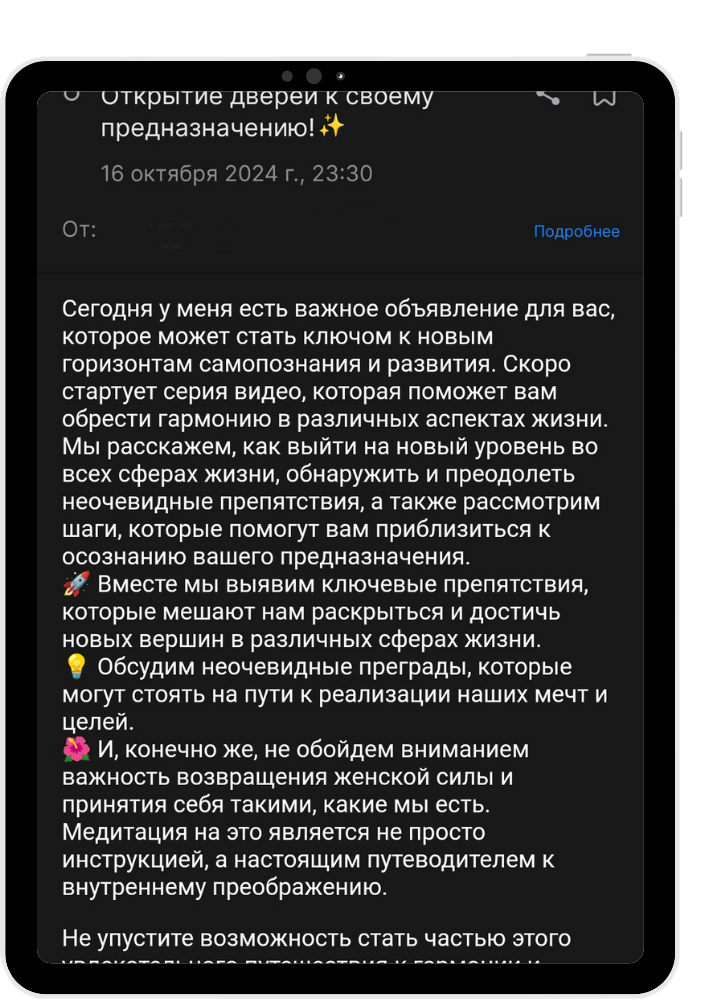 Открытие дверей к своему
предназначению!✨
16 октября 2024 г., 23:30
От:
Подробнее
Сегодня у меня есть важное объявление для вас,
которое может стать ключом к новым
горизонтам самопознания и развития. Скоро
стартует серия видео, которая поможет вам
обрести гармонию в различных аспектах жизни.
Мы расскажем, как выйти на новый уровень во
всех сферах жизни, обнаружить и преодолеть
неочевидные препятствия, а также рассмотрим
шаги, которые помогут вам приблизиться к
осознанию вашего предназначения.
🚀 Вместе мы выявим ключевые препятствия,
которые мешают нам раскрыться и достичь
новых вершин в различных сферах жизни.
💡 Обсудим неочевидные преграды, которые
могут стоять на пути к реализации наших мечт и
целей.
🌺 И, конечно же, не обойдем вниманием
важность возвращения женской силы и
принятия себя такими, какие мы есть.
Медитация на это является не просто
инструкцией, а настоящим путеводителем к
внутреннему преображению.
Не упустите возможность стать частью этого
увлекательного путешествия к гармонии и